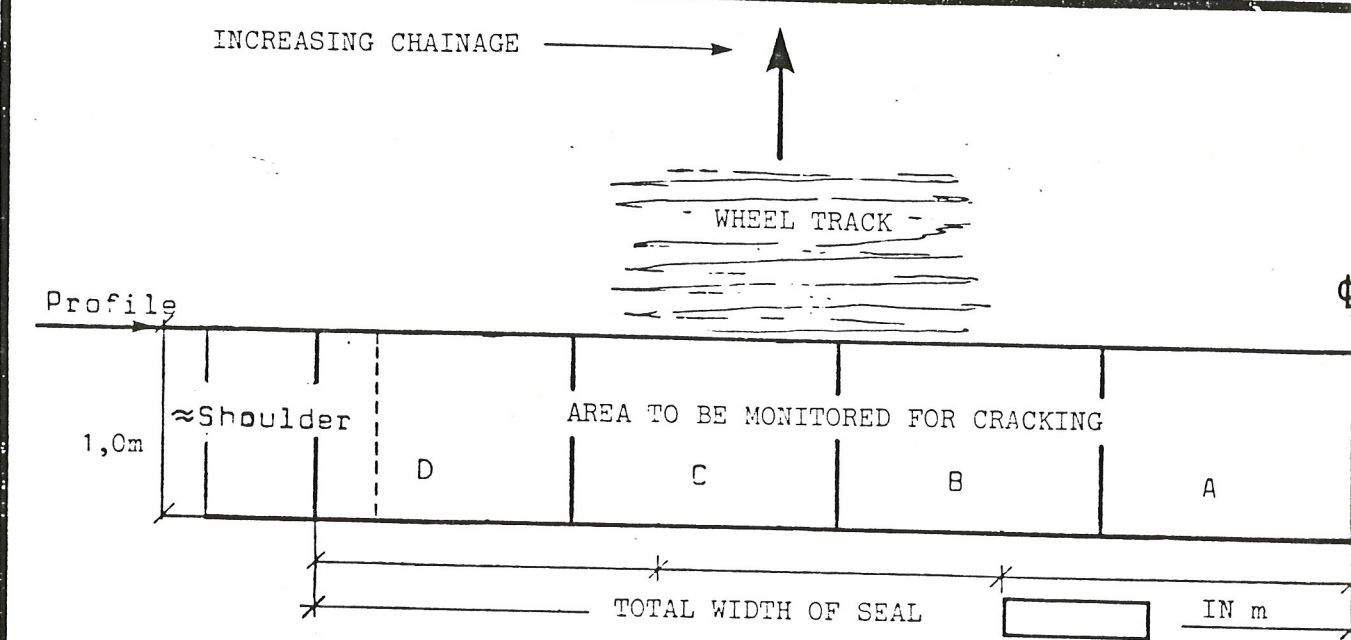 INCREASING CHAINAGE
WHEEL TRACK
Profile
℄
≈Shoulder
AREA TO BE MONITORED FOR CRACKING
1,0m
D C B A
TOTAL WIDTH OF SEAL IN m